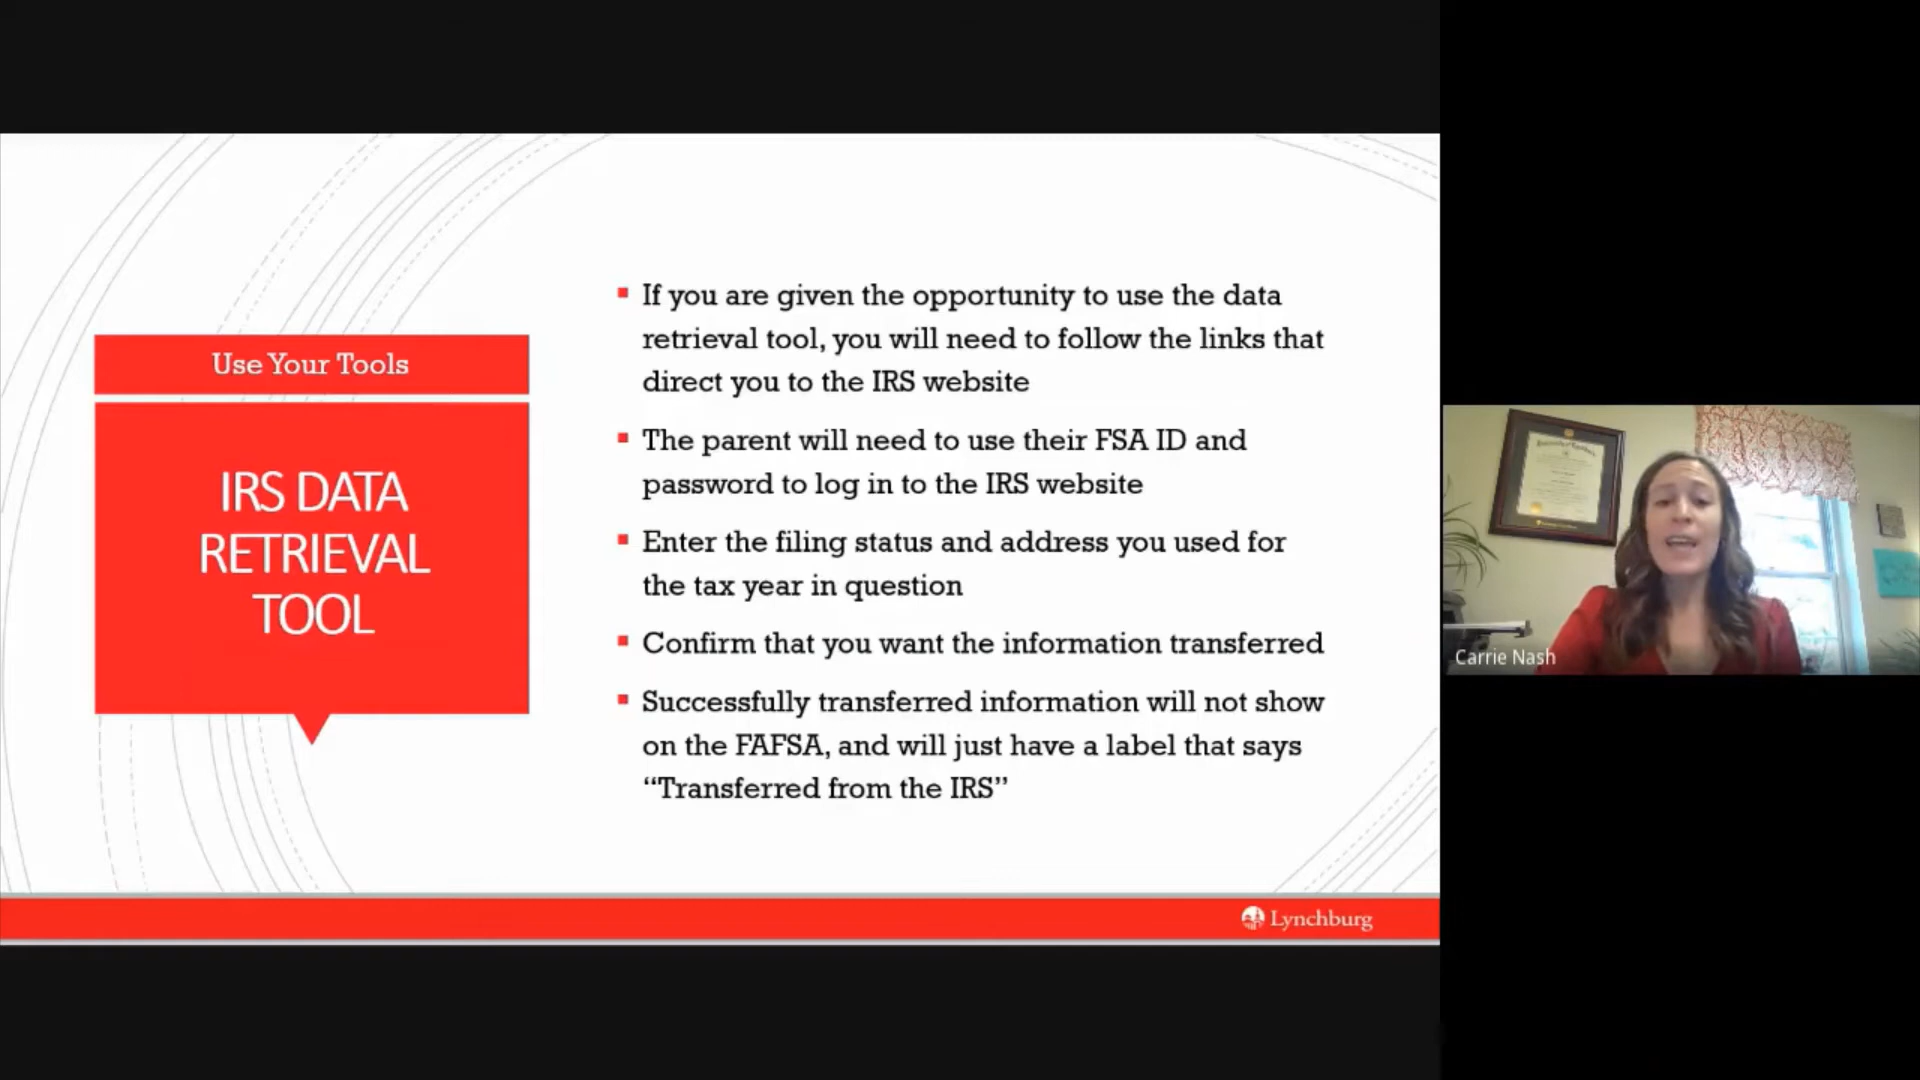 Use Your Tools
IRS DATA
RETRIEVAL
TOOL
If you are given the opportunity to use the data
retrieval tool, you will need to follow the links that
direct you to the IRS website
The parent will need to use their FSA ID and
password to log in to the IRS website
Enter the filing status and address you used for
the tax year in question
Confirm that you want the information transferred
Successfully transferred information will not show
on the FAFSA, and will just have a label that says
“Transferred from the IRS”
Lynchburg
Carrie Nash